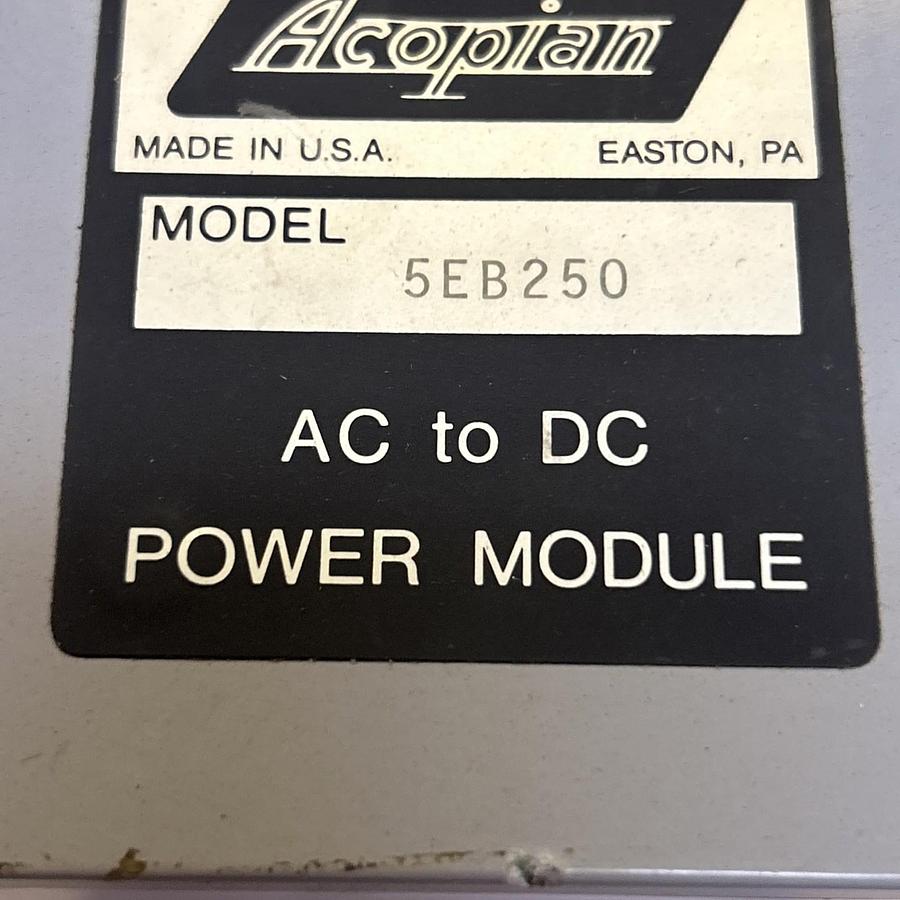 Acopian
MADE IN U.S.A. EASTON, PA
MODEL
5EB250
AC to DC
POWER MODULE